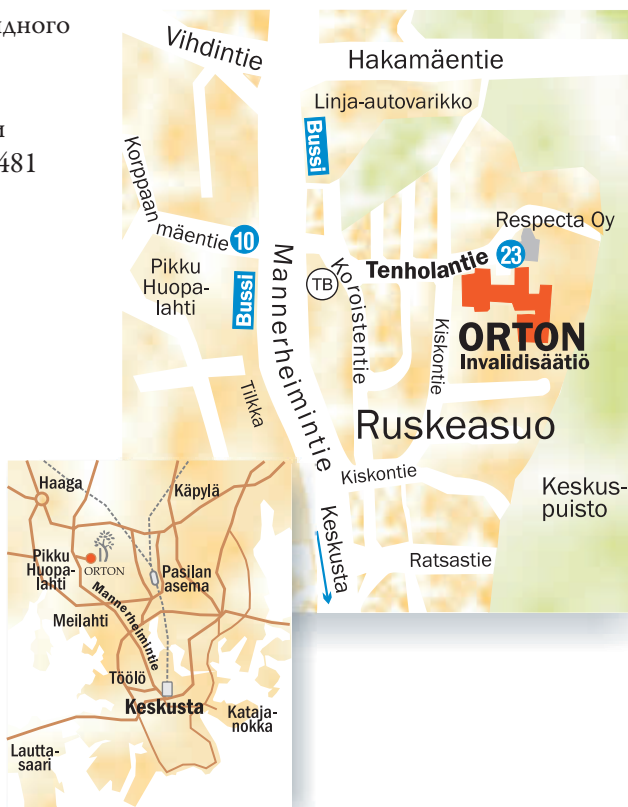 идного
и
481
Vihdintie
Hakamäentie
Linja-autovarikko
Bussi
Korppaan
mäentie
10
Respecta Oy
Tenholantie
23
Pikku
Huopa-
lahti
Bussi
Mannerheimintie
TB
Koroistentie
Kiskontie
ORTON
Invalidisäätiö
Tilkka
Ruskeasuo
Kiskontie
Keskus-
puisto
Keskusta
Ratsastie
Haaga
Käpylä
Pikku
Huopa-
lahti
ORTON
Pasilan
asema
Mannerheimintie
Meilahti
Töölö
Keskusta
Kataja-
nokka
Lautta-
saari